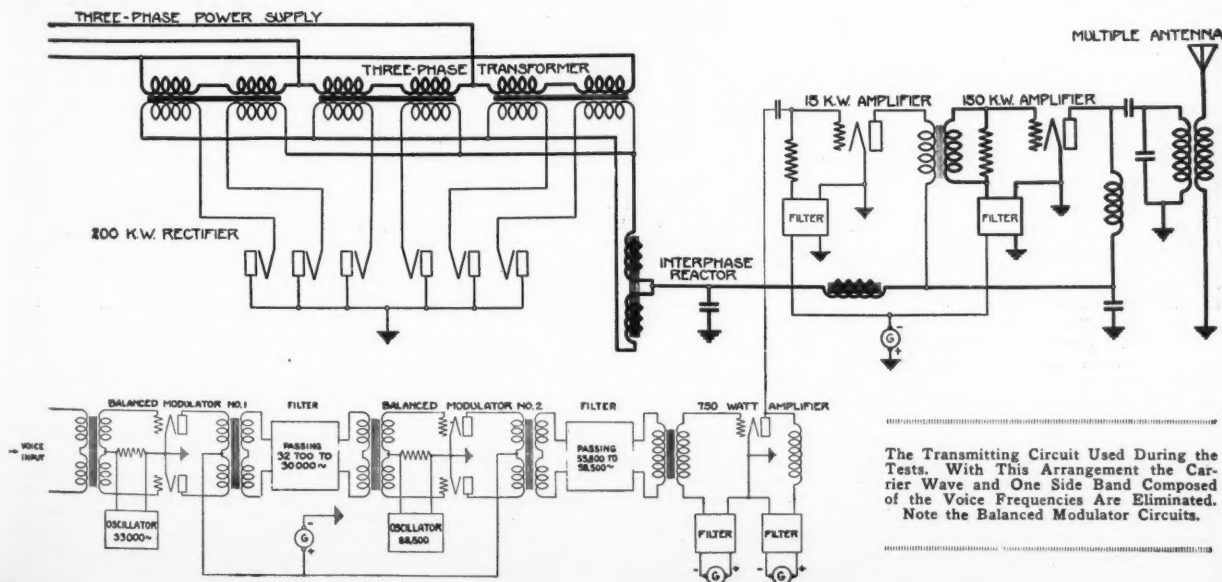 THREE-PHASE POWER SUPPLY
MULTIPLE ANTENNA
THREE-PHASE TRANSFORMER
15 K.W. AMPLIFIER
150 K.W. AMPLIFIER
FILTER
FILTER
200 K.W. RECTIFIER
INTERPHASE
REACTOR
-
G
+
BALANCED MODULATOR NO.1
FILTER
BALANCED MODULATOR NO.2
FILTER
750 WATT AMPLIFIER
→ VOICE
INPUT
PASSING
32 700 TO
30000~
PASSING
55,800 TO
58,500~
OSCILLATOR
33000~
-
G
+
OSCILLATOR
88,500
FILTER
FILTER
- G +
- G +
The Transmitting Circuit Used During the
Tests. With This Arrangement the Car-
rier Wave and One Side Band Composed
of the Voice Frequencies Are Eliminated.
Note the Balanced Modulator Circuits.